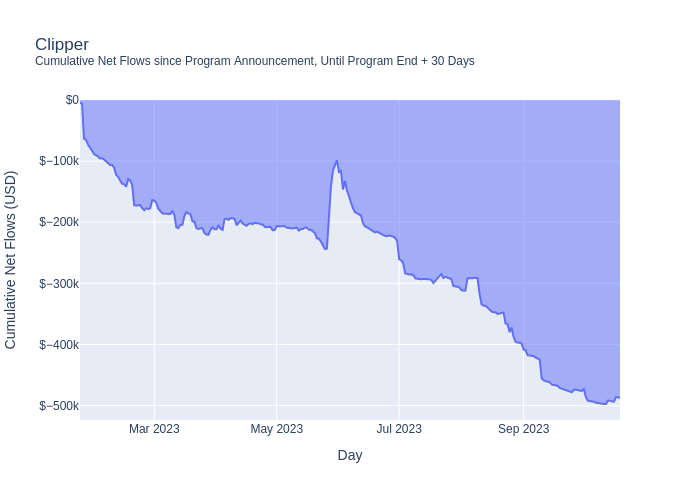 Clipper
Cumulative Net Flows since Program Announcement, Until Program End + 30 Days
Cumulative Net Flows (USD)
$0
$−100k
$−200k
$−300k
$−400k
$−500k
Mar 2023
May 2023
Jul 2023
Sep 2023
Day